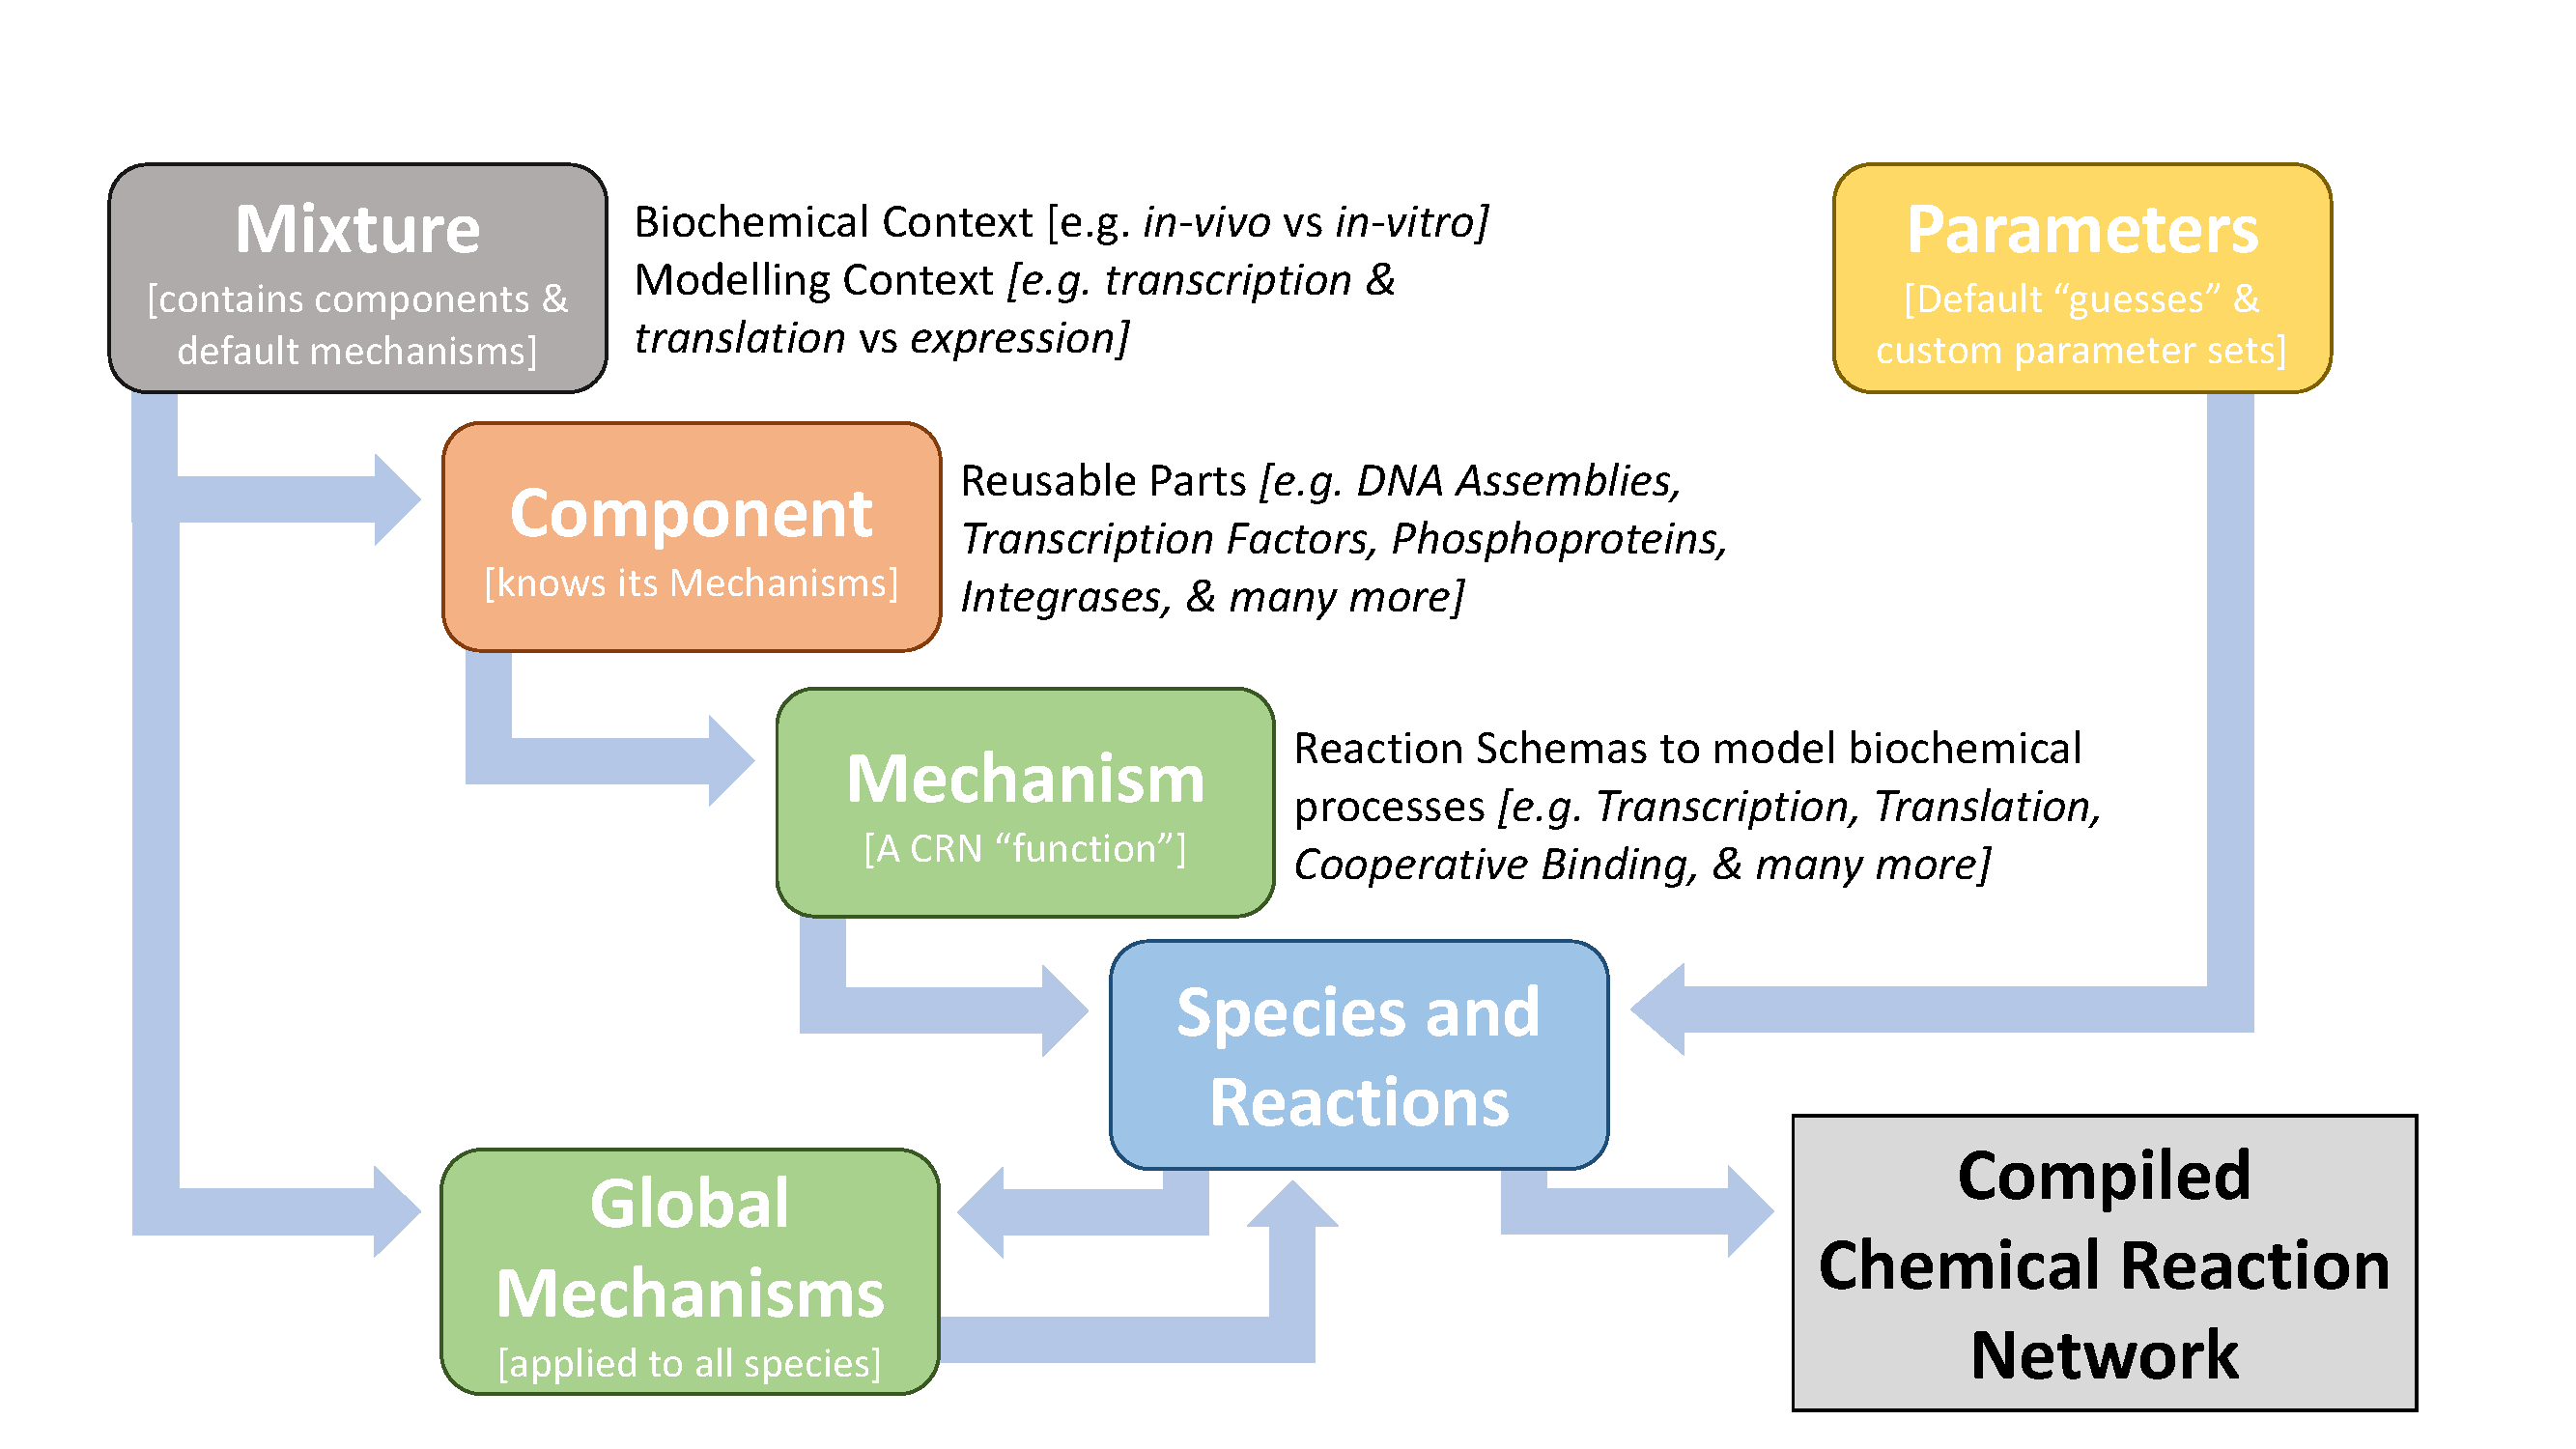 Mixture
[contains components &
default mechanisms]
Biochemical Context [e.g. in-vivo vs in-vitro]
Modelling Context [e.g. transcription &
translation vs expression]
Parameters
[Default “guesses” &
custom parameter sets]
Component
[knows its Mechanisms]
Reusable Parts [e.g. DNA Assemblies,
Transcription Factors, Phosphoproteins,
Integrases, & many more]
Mechanism
[A CRN “function”]
Reaction Schemas to model biochemical
processes [e.g. Transcription, Translation,
Cooperative Binding, & many more]
Species and
Reactions
Global
Mechanisms
[applied to all species]
Compiled
Chemical Reaction
Network